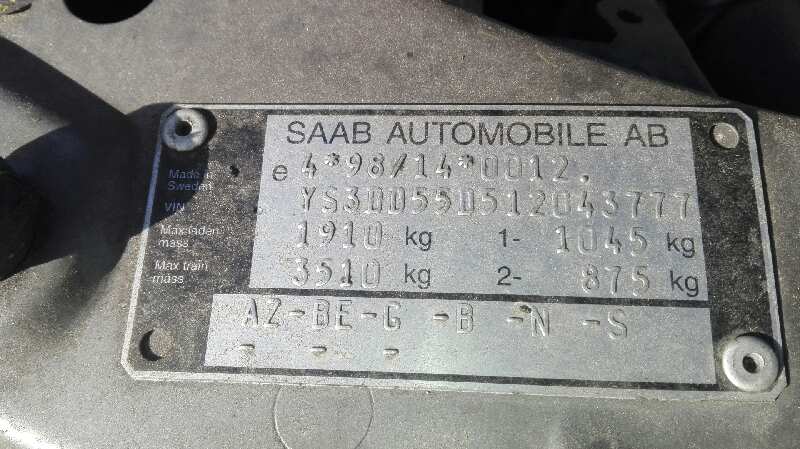 SAAB AUTOMOBILE AB
Made in Sweden e 4*98/14*0012.
VIN YS3DD55D512043777
Max laden mass 1910 kg 1- 1045 kg
Max train mass 3510 kg 2- 875 kg
AZ-BE-G -B -N -S
- - -